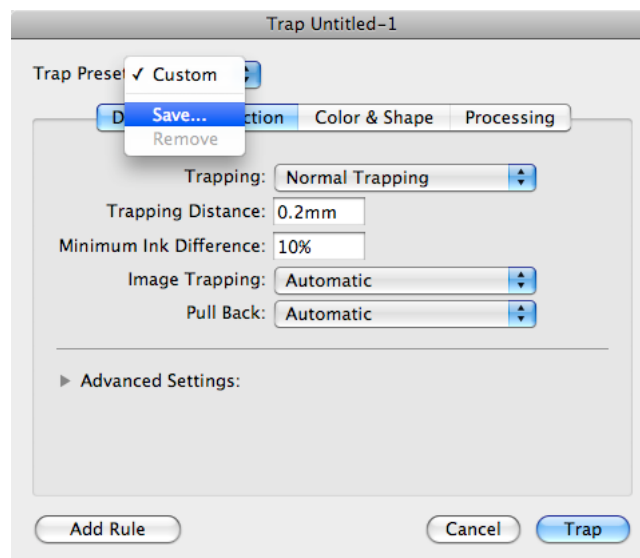 Trap Untitled-1
Trap Preset ✓ Custom
Save...
Remove
D ction Color & Shape Processing
Trapping: Normal Trapping
Trapping Distance: 0.2mm
Minimum Ink Difference: 10%
Image Trapping: Automatic
Pull Back: Automatic
Advanced Settings:
Add Rule Cancel Trap